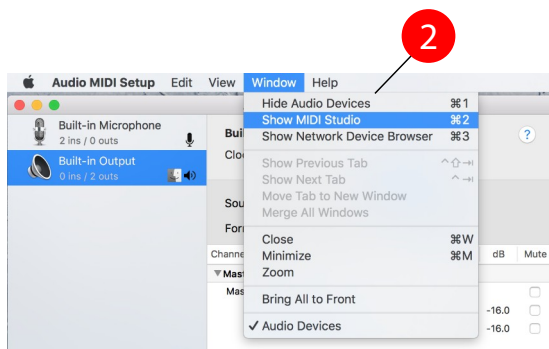 2
Audio MIDI Setup Edit View Window Help
Hide Audio Devices ⌘1
Show MIDI Studio ⌘2
Show Network Device Browser ⌘3
Show Previous Tab ^⇧⇥
Show Next Tab ^⇥
Move Tab to New Window
Merge All Windows
Close ⌘W
Minimize ⌘M
Zoom
Bring All to Front
✓ Audio Devices
Built-in Microphone
2 ins / 0 outs
Built-in Output
0 ins / 2 outs
Bui
?
Clo
Sou
For
Channe dB Mute
Mast
Mas
-16.0
-16.0